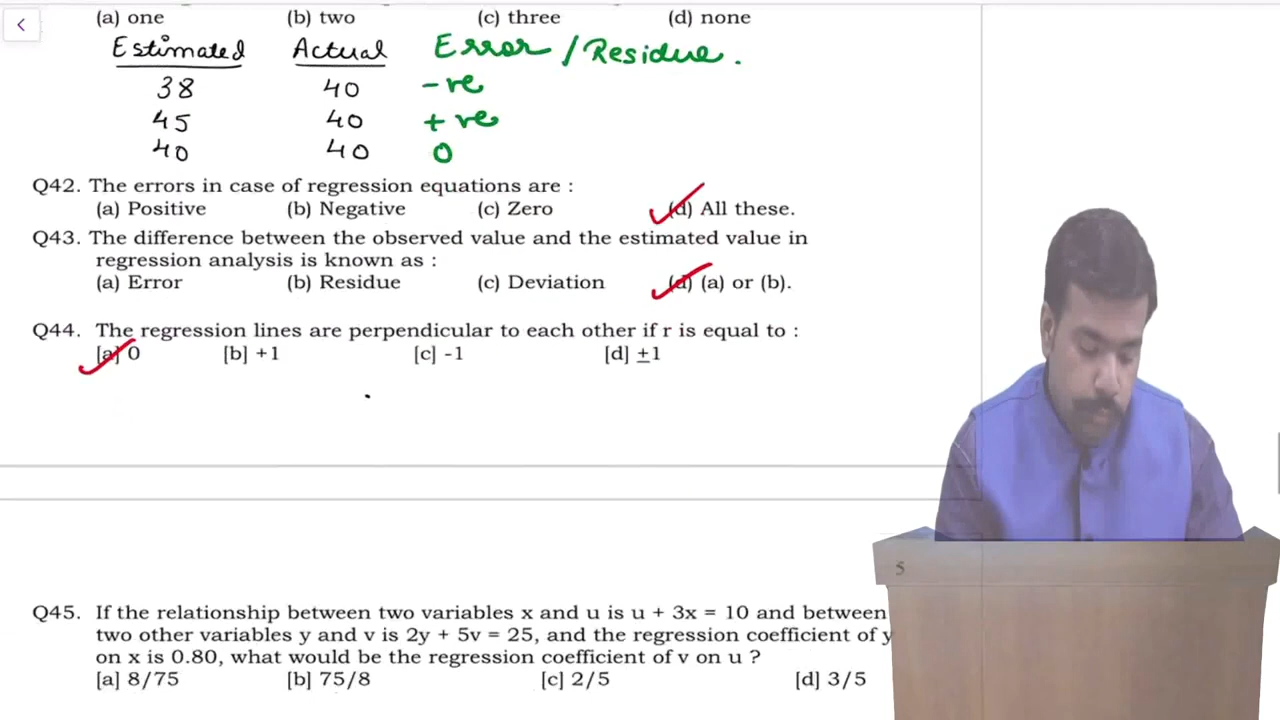 (a) one (b) two (c) three (d) none
Estimated Actual Error / Residue.
38 40 -ve
45 40 + ve
40 40 0
Q42. The errors in case of regression equations are :
(a) Positive (b) Negative (c) Zero (d) All these.
Q43. The difference between the observed value and the estimated value in
regression analysis is known as :
(a) Error (b) Residue (c) Deviation (d) (a) or (b).
Q44. The regression lines are perpendicular to each other if r is equal to :
[a] 0 [b] +1 [c] -1 [d] ±1
5
Q45. If the relationship between two variables x and u is u + 3x = 10 and between
two other variables y and v is 2y + 5v = 25, and the regression coefficient of y
on x is 0.80, what would be the regression coefficient of v on u ?
[a] 8/75 [b] 75/8 [c] 2/5 [d] 3/5